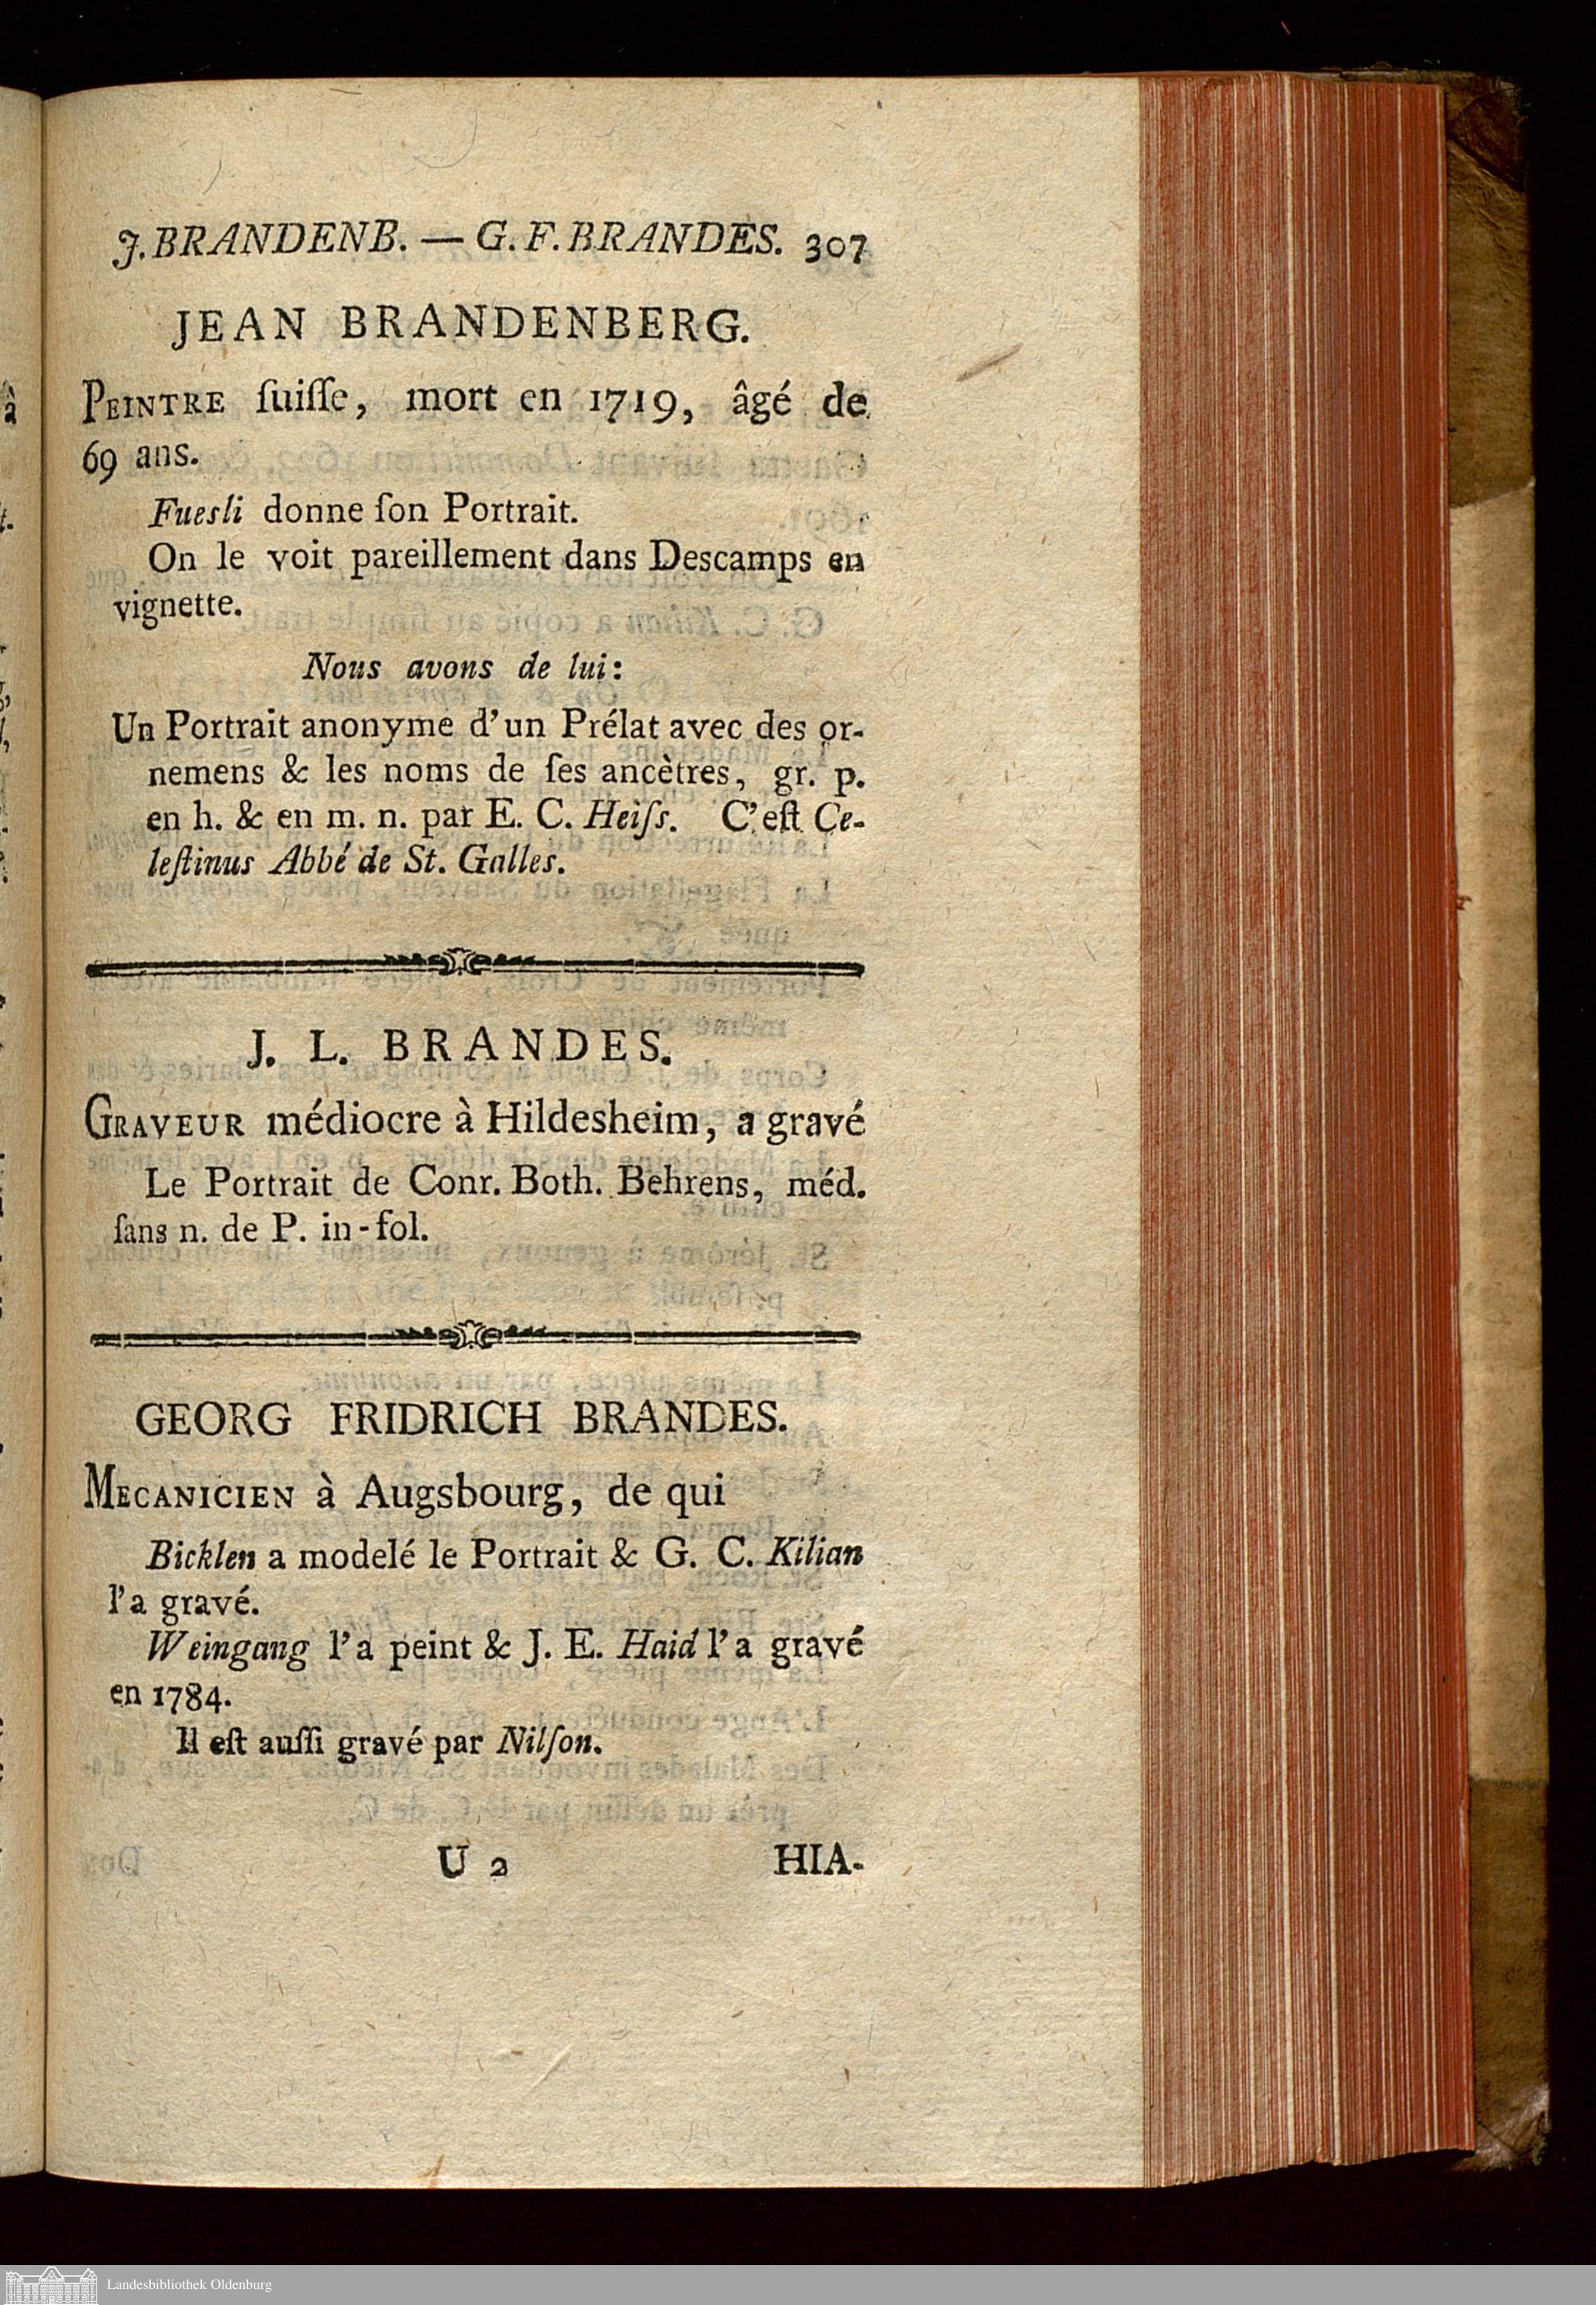 J. BRANDENB. — G. F. BRANDES. 307
JEAN BRANDENBERG.
PEINTRE ſuiſſe, mort en 1719, âgé de
69 ans.
Fuesli donne ſon Portrait.
On le voit pareillement dans Descamps en
vignette.
Nous avons de lui:
Un Portrait anonyme d'un Prélat avec des or-
nemens & les noms de ſes ancètres, gr. p.
en h. & en m. n. par E. C. Heiſs. C'eſt Ce-
leſtinus Abbé de St. Galles.
J. L. BRANDES.
GRAVEUR médiocre à Hildesheim, a gravé
Le Portrait de Conr. Both. Behrens, méd.
ſans n. de P. in-fol.
GEORG FRIDRICH BRANDES.
MECANICIEN à Augsbourg, de qui
Bicklen a modelé le Portrait & G. C. Kilian
l'a gravé.
Weingang l'a peint & J. E. Haid l'a gravé
en 1784.
Il eſt auſſi gravé par Nilſon.
U 2 HIA-
Landesbibliothek Oldenburg